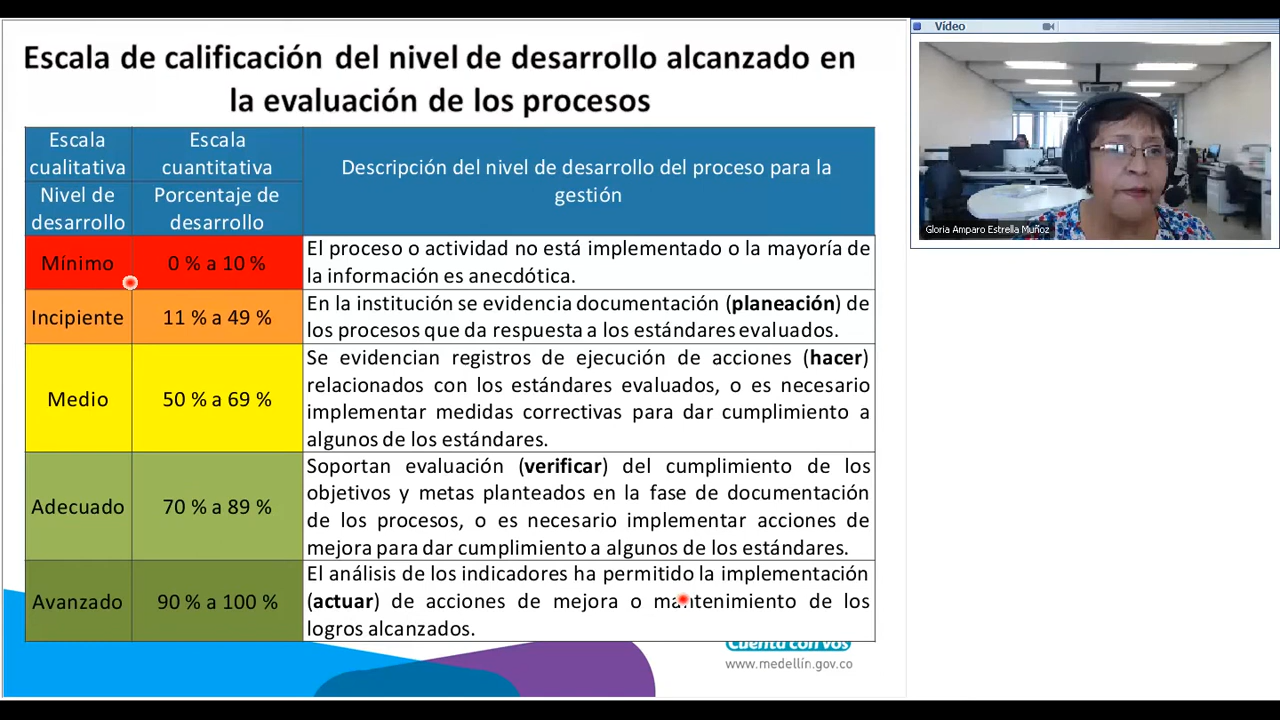 Escala de calificación del nivel de desarrollo alcanzado en
la evaluación de los procesos
Escala
cualitativa
Escala
cuantitativa
Descripción del nivel de desarrollo del proceso para la
gestión
Nivel de
desarrollo
Porcentaje de
desarrollo
Mínimo
0 % a 10 %
El proceso o actividad no está implementado o la mayoría de
la información es anecdótica.
Incipiente
11 % a 49 %
En la institución se evidencia documentación (planeación) de
los procesos que da respuesta a los estándares evaluados.
Medio
50 % a 69 %
Se evidencian registros de ejecución de acciones (hacer)
relacionados con los estándares evaluados, o es necesario
implementar medidas correctivas para dar cumplimiento a
algunos de los estándares.
Adecuado
70 % a 89 %
Soportan evaluación (verificar) del cumplimiento de los
objetivos y metas planteados en la fase de documentación
de los procesos, o es necesario implementar acciones de
mejora para dar cumplimiento a algunos de los estándares.
Avanzado
90 % a 100 %
El análisis de los indicadores ha permitido la implementación
(actuar) de acciones de mejora o mantenimiento de los
logros alcanzados.
Cuenta con vos
www.medellín.gov.co
Vídeo
Gloria Amparo Estrella Muñoz